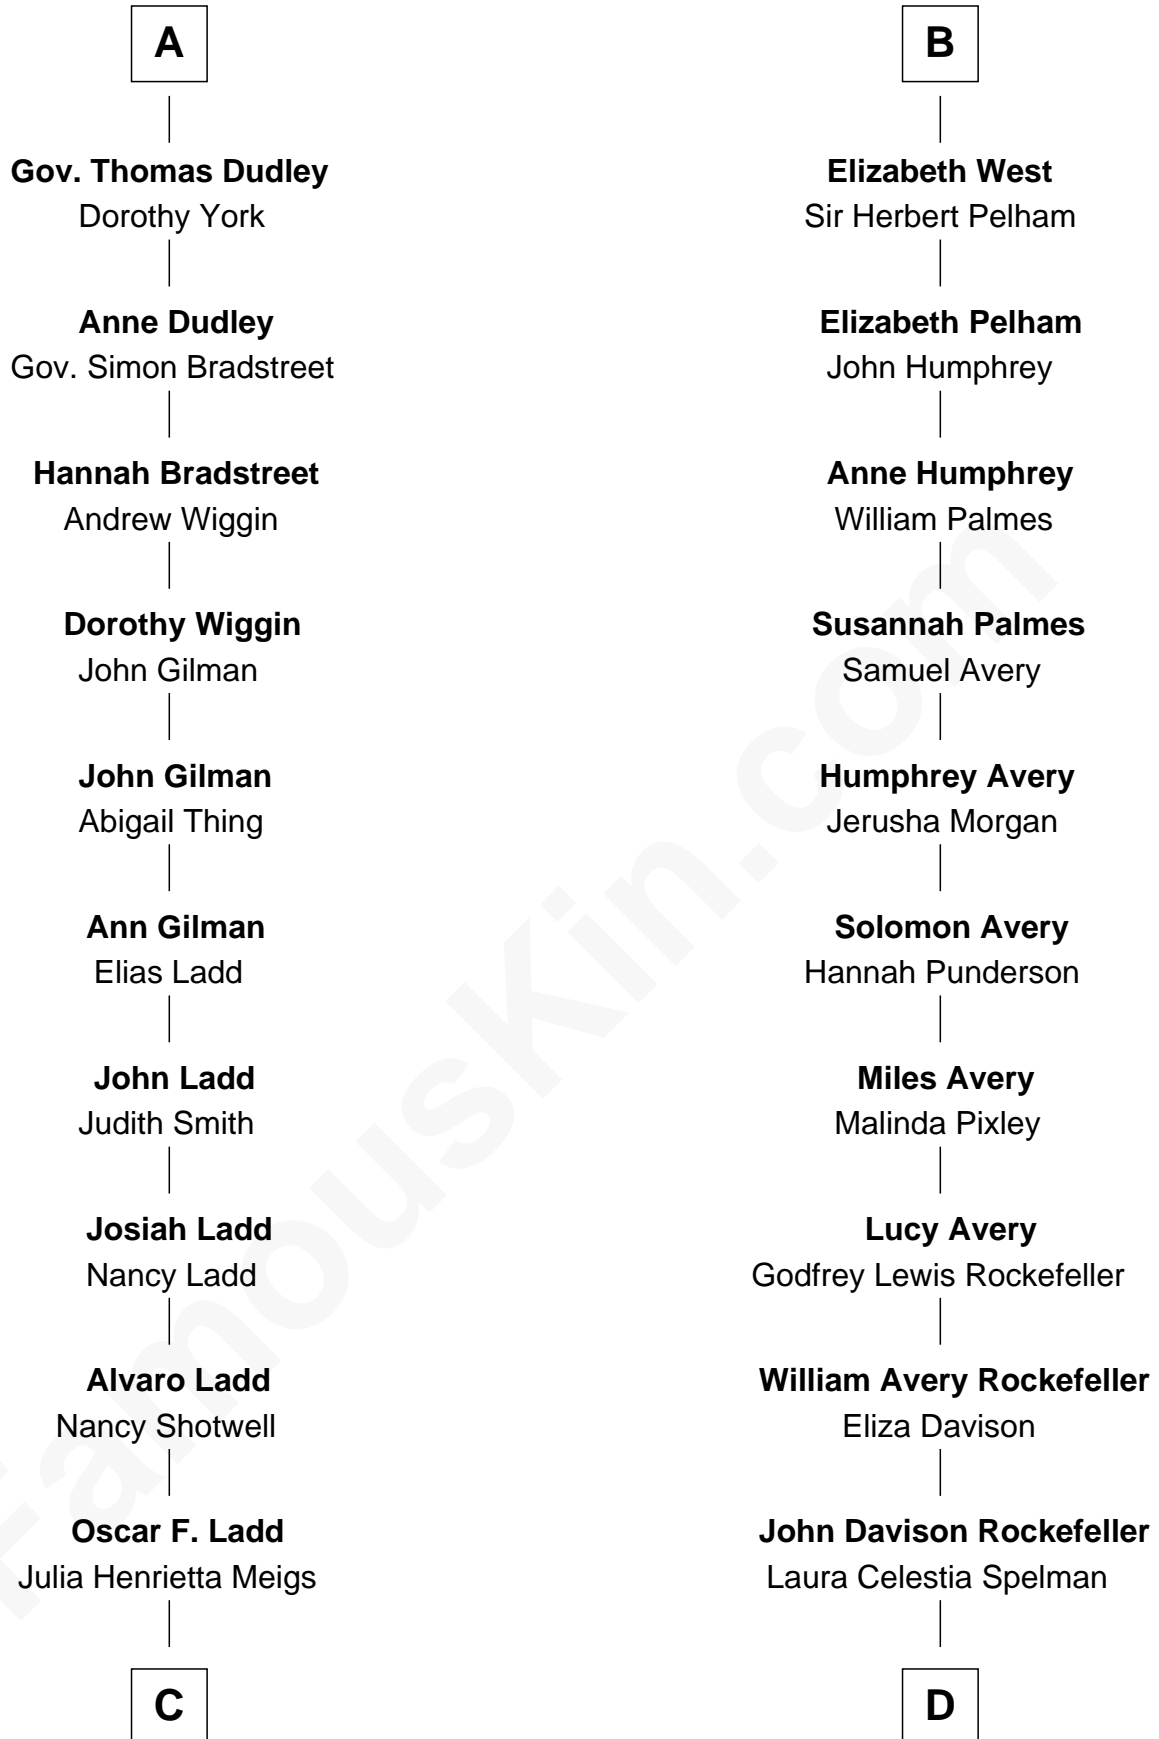 A
Gov. Thomas Dudley
Dorothy York
Anne Dudley
Gov. Simon Bradstreet
Hannah Bradstreet
Andrew Wiggin
Dorothy Wiggin
John Gilman
John Gilman
Abigail Thing
Ann Gilman
Elias Ladd
John Ladd
Judith Smith
Josiah Ladd
Nancy Ladd
Alvaro Ladd
Nancy Shotwell
Oscar F. Ladd
Julia Henrietta Meigs
C
B
Elizabeth West
Sir Herbert Pelham
Elizabeth Pelham
John Humphrey
Anne Humphrey
William Palmes
Susannah Palmes
Samuel Avery
Humphrey Avery
Jerusha Morgan
Solomon Avery
Hannah Punderson
Miles Avery
Malinda Pixley
Lucy Avery
Godfrey Lewis Rockefeller
William Avery Rockefeller
Eliza Davison
John Davison Rockefeller
Laura Celestia Spelman
D
FamousKin.com